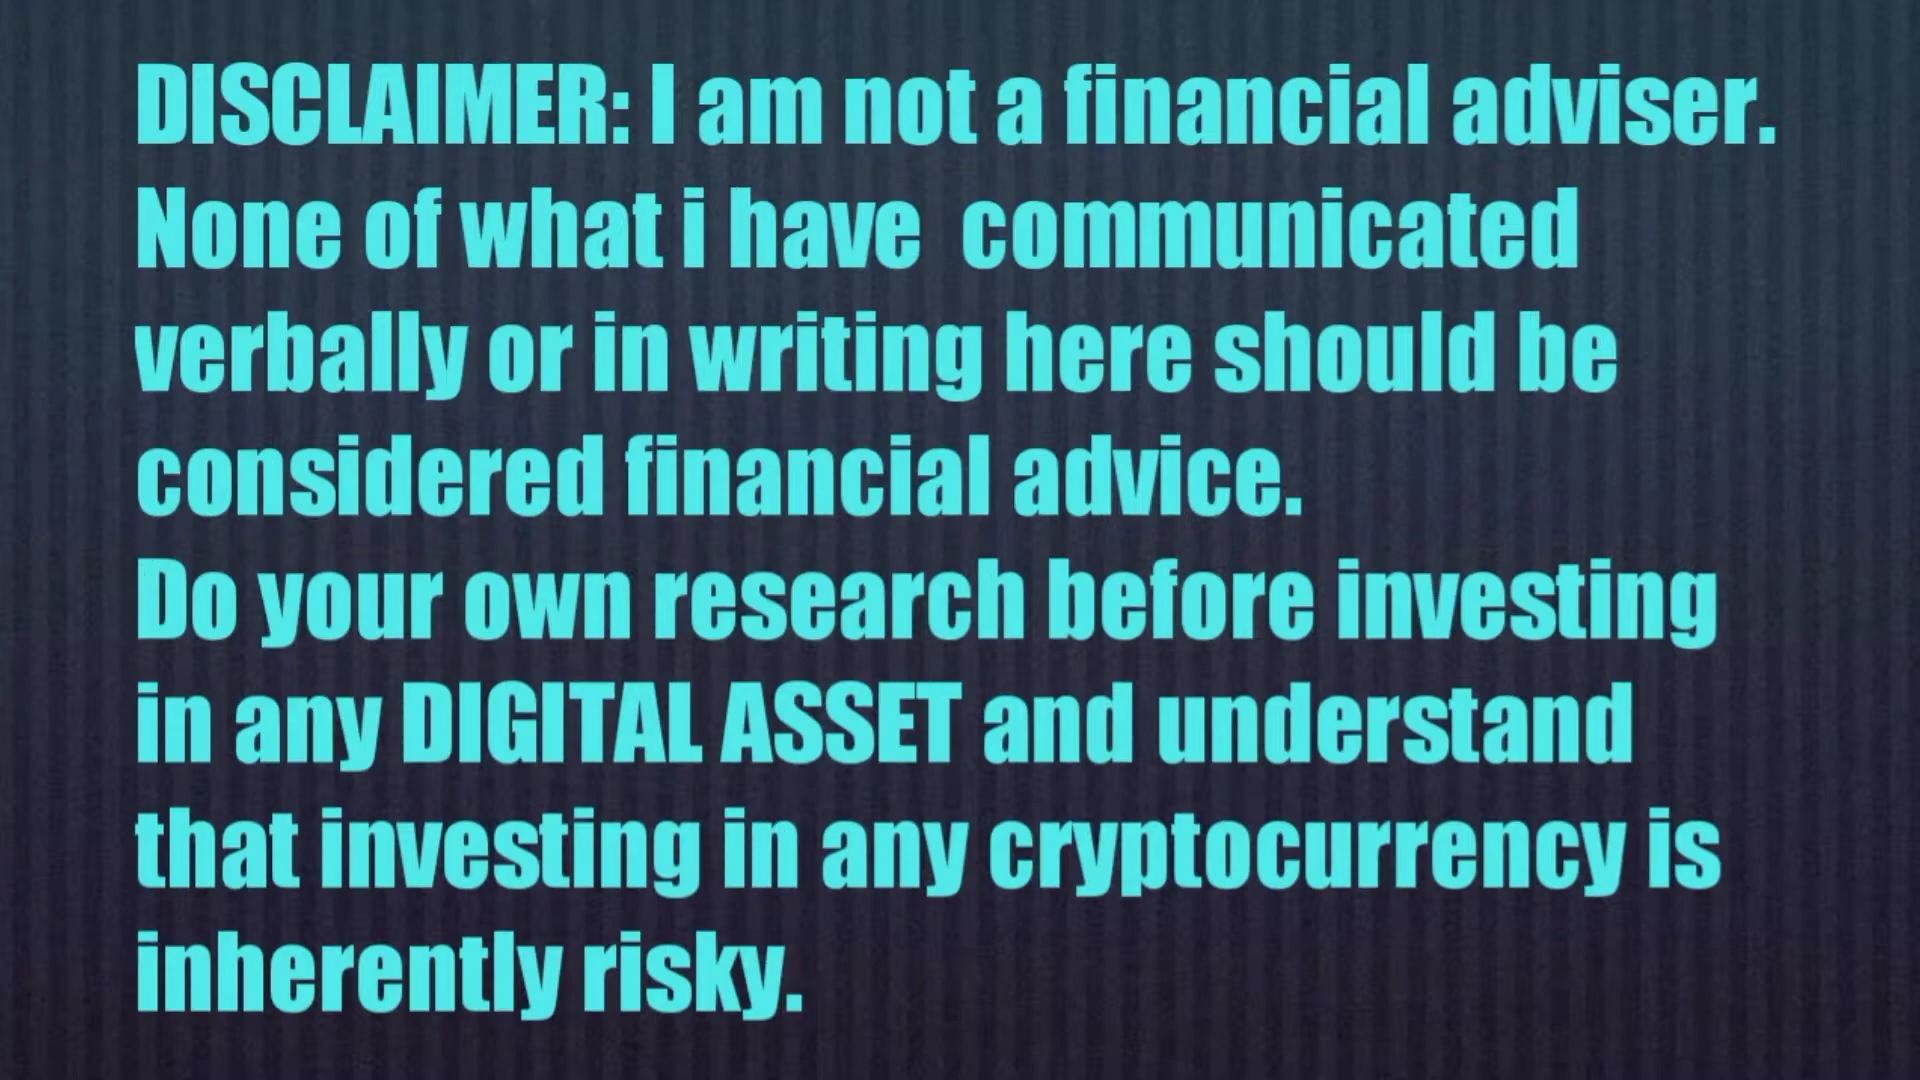 DISCLAIMER: I am not a financial adviser.
None of what i have  communicated
verbally or in writing here should be
considered financial advice.
Do your own research before investing
in any DIGITAL ASSET and understand
that investing in any cryptocurrency is
inherently risky.